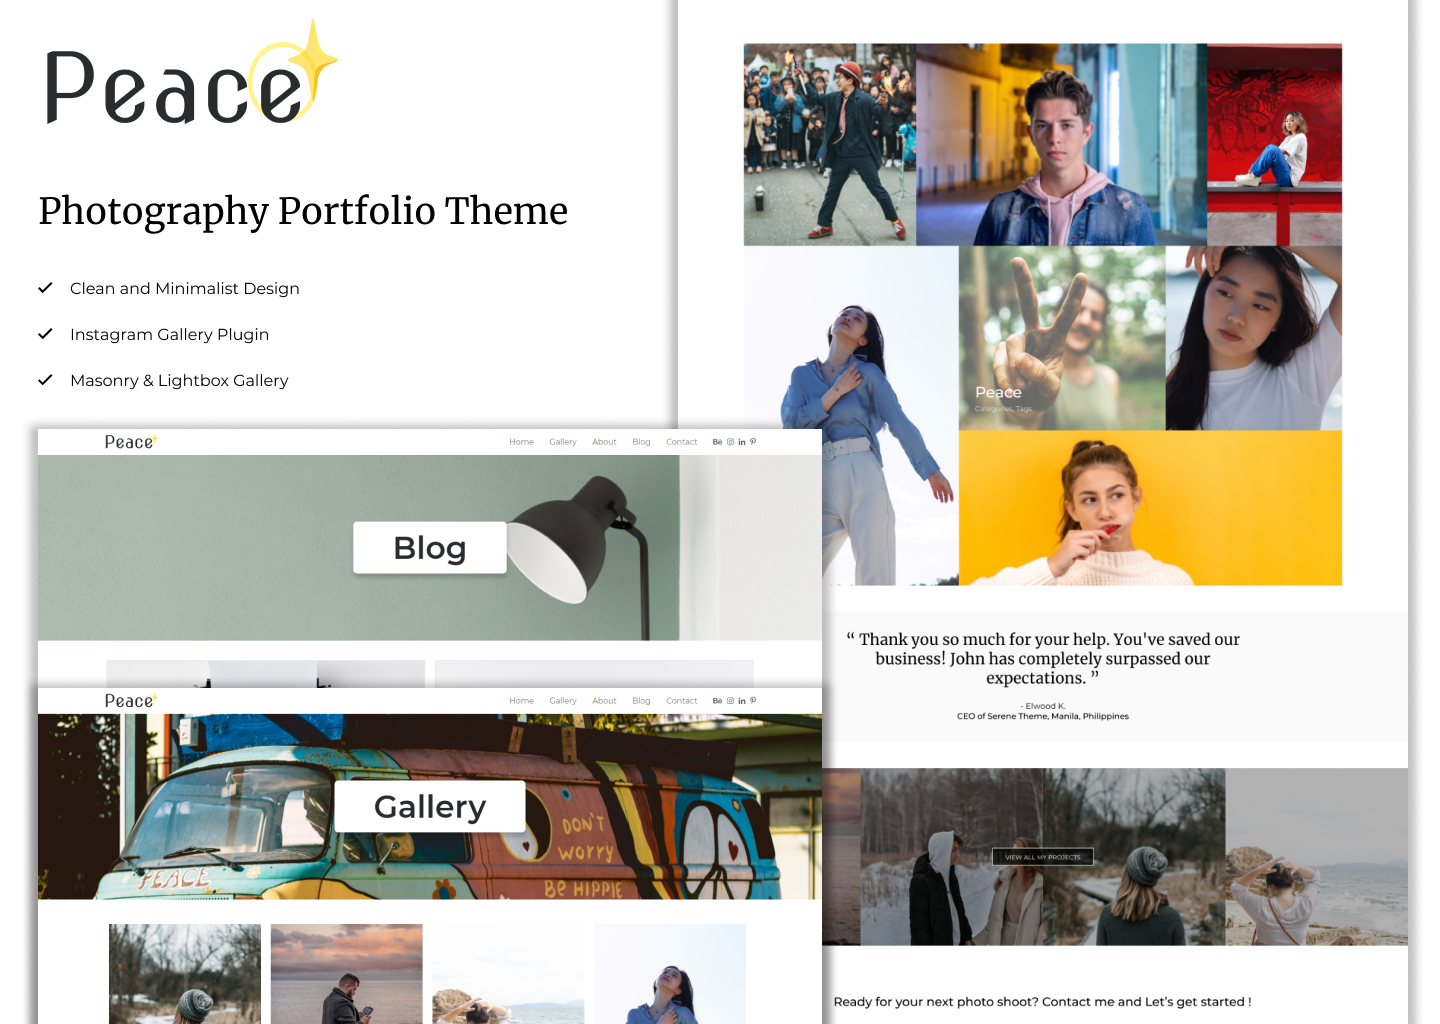 Peace
Photography Portfolio Theme
Clean and Minimalist Design
Instagram Gallery Plugin
Masonry & Lightbox Gallery
Peace
Categories, Tags
“ Thank you so much for your help. You've saved our
business! John has completely surpassed our
expectations. ”
- Elwood K.
CEO of Serene Theme, Manila, Philippines
VIEW ALL MY PROJECTS
Ready for your next photo shoot? Contact me and Let’s get started !
Peace
Home Gallery About Blog Contact Bē in
Blog
Peace
Home Gallery About Blog Contact Bē in
Gallery
DON'T
WORRY
BE HIPPIE
PEACE